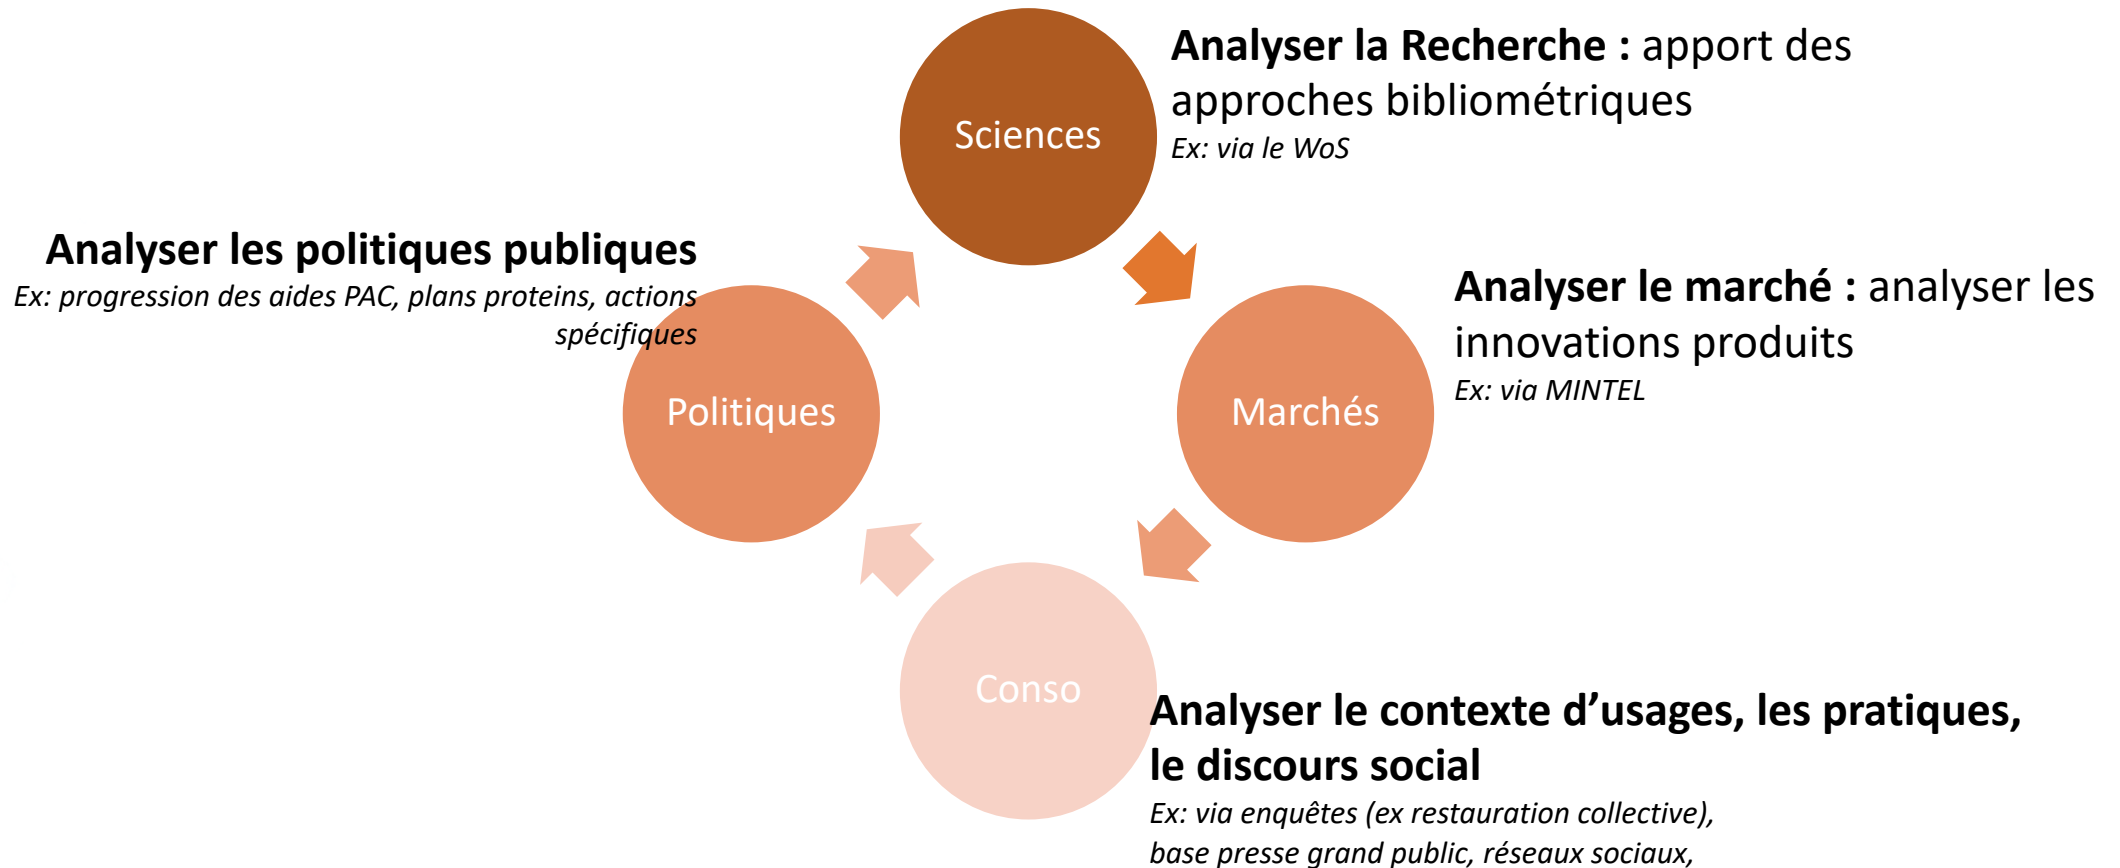 Sciences
Analyser la Recherche : apport des
approches bibliométriques
Ex: via le WoS
Analyser les politiques publiques
Ex: progression des aides PAC, plans proteins, actions
spécifiques
Politiques
Marchés
Analyser le marché : analyser les
innovations produits
Ex: via MINTEL
Conso
Analyser le contexte d’usages, les pratiques,
le discours social
Ex: via enquêtes (ex restauration collective),
base presse grand public, réseaux sociaux,